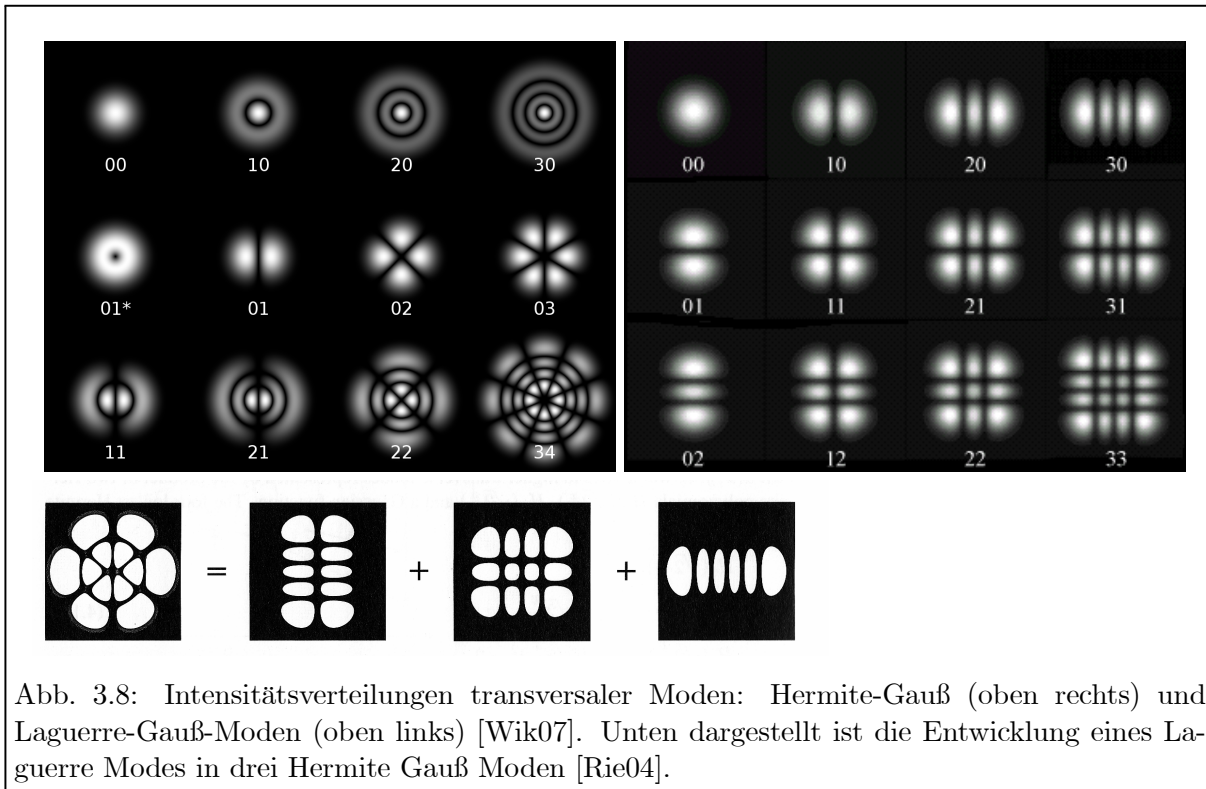 00 10 20 30
01* 01 02 03
11 21 22 34
00 10 20 30
01 11 21 31
02 12 22 33
= + +
Abb. 3.8: Intensitätsverteilungen transversaler Moden: Hermite-Gauß (oben rechts) und
Laguerre-Gauß-Moden (oben links) [Wik07]. Unten dargestellt ist die Entwicklung eines La-
guerre Modes in drei Hermite Gauß Moden [Rie04].